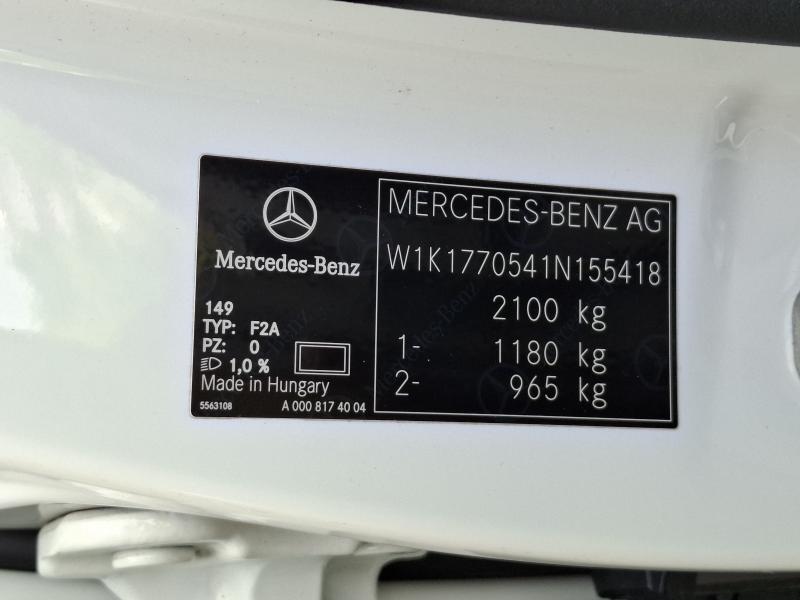 Mercedes-Benz
149
TYP: F2A
PZ: 0
1,0 %
Made in Hungary
5563108 A 000 817 40 04
MERCEDES-BENZ AG
W1K1770541N155418
2100 kg
1- 1180 kg
2- 965 kg